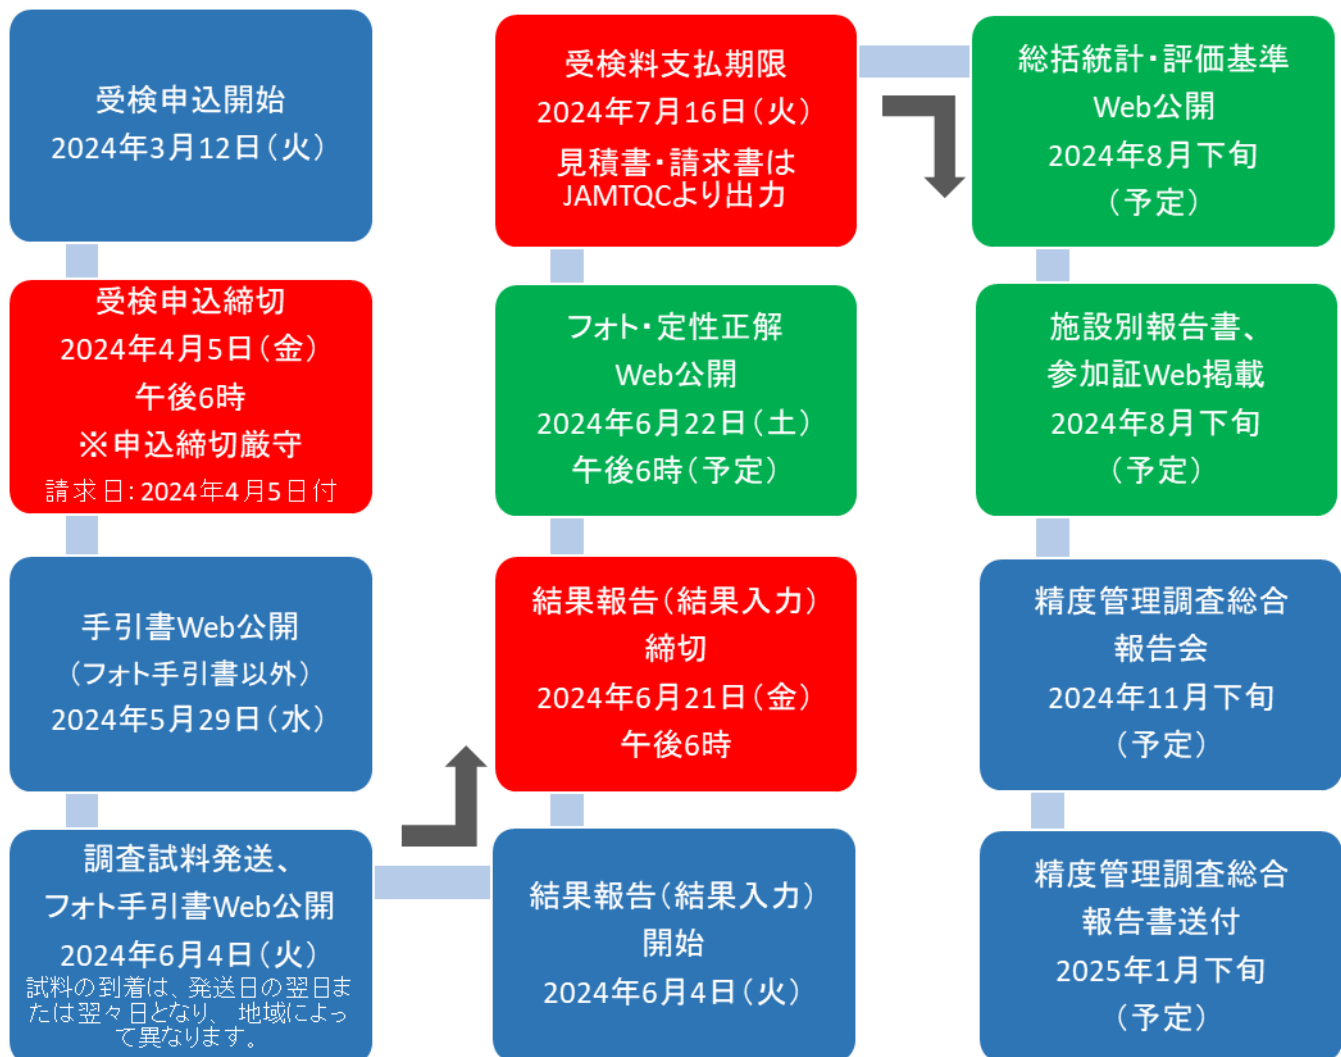 受検申込開始
2024年3月12日（火）
受検申込締切
2024年4月5日（金）
午後6時
※申込締切厳守
請求日：2024年4月5日付
手引書Web公開
（フォト手引書以外）
2024年5月29日（水）
調査試料発送、
フォト手引書Web公開
2024年6月4日（火）
試料の到着は、発送日の翌日ま
たは翌々日となり、 地域によっ
て異なります。
結果報告（結果入力）
開始
2024年6月4日（火）
結果報告（結果入力）
締切
2024年6月21日（金）
午後6時
フォト・定性正解
Web公開
2024年6月22日（土）
午後6時（予定）
受検料支払期限
2024年7月16日（火）
見積書・請求書は
JAMTQCより出力
総括統計・評価基準
Web公開
2024年8月下旬
（予定）
施設別報告書、
参加証Web掲載
2024年8月下旬
（予定）
精度管理調査総合
報告会
2024年11月下旬
（予定）
精度管理調査総合
報告書送付
2025年1月下旬
（予定）